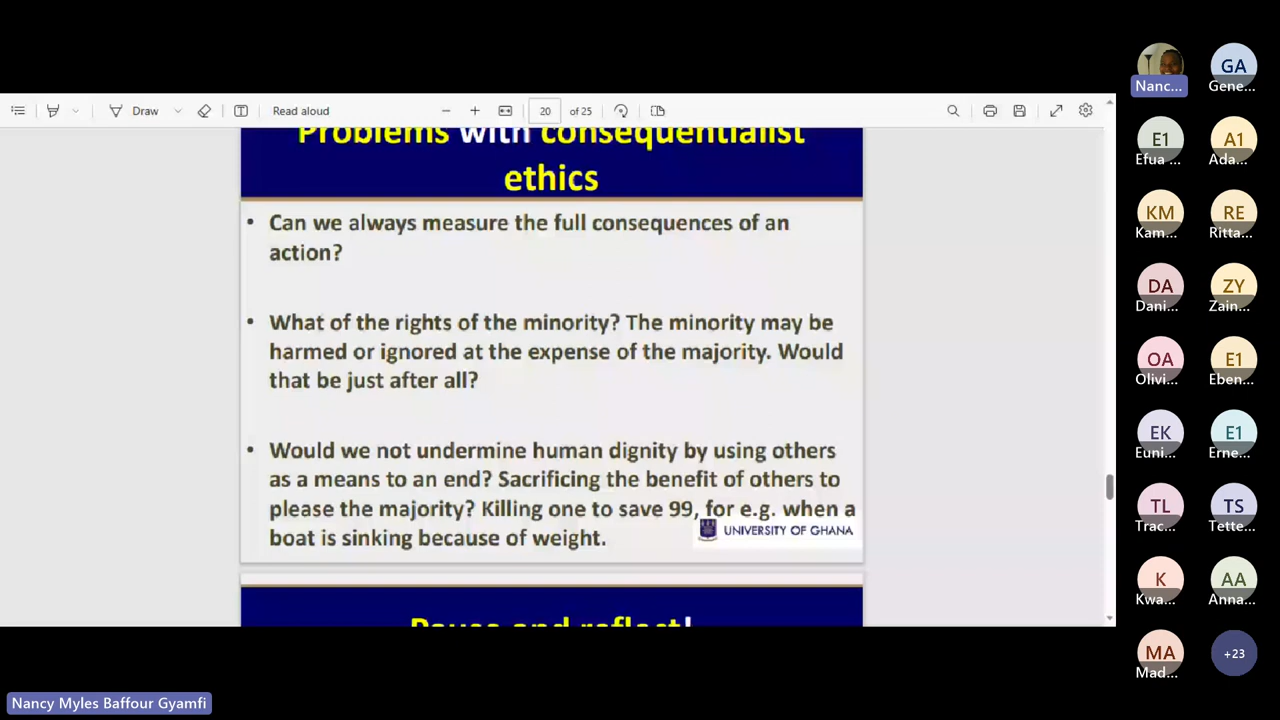 Draw
Read aloud
20
of 25
Problems with consequentialist
ethics
• Can we always measure the full consequences of an
action?
• What of the rights of the minority? The minority may be
harmed or ignored at the expense of the majority. Would
that be just after all?
• Would we not undermine human dignity by using others
as a means to an end? Sacrificing the benefit of others to
please the majority? Killing one to save 99, for e.g. when a
boat is sinking because of weight.
UNIVERSITY OF GHANA
Pause and reflect!
Nanc...
GA
Gene...
E1
Efua ...
A1
Ada...
KM
Kam...
RE
Ritta...
DA
Dani...
ZY
Zain...
OA
Olivi...
E1
Eben...
EK
Euni...
E1
Erne...
TL
Trac...
TS
Tette...
K
Kwa...
AA
Anna...
MA
Mad...
+23
Nancy Myles Baffour Gyamfi